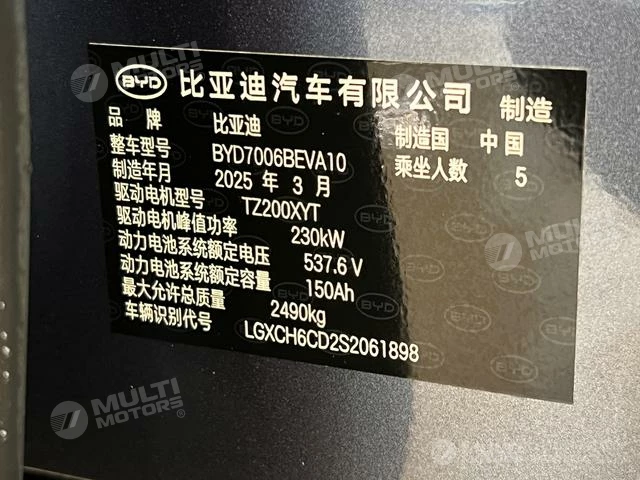 BYD 比亚迪汽车有限公司 制造
品牌 比亚迪 制造国 中国
整车型号 BYD7006BEVA10 乘坐人数 5
制造年月 2025 年 3 月
驱动电机型号 TZ200XYT
驱动电机峰值功率 230kW
动力电池系统额定电压 537.6 V
动力电池系统额定容量 150Ah
最大允许总质量 2490kg
车辆识别代号 LGXCH6CD2S2061898
MULTI MOTORS